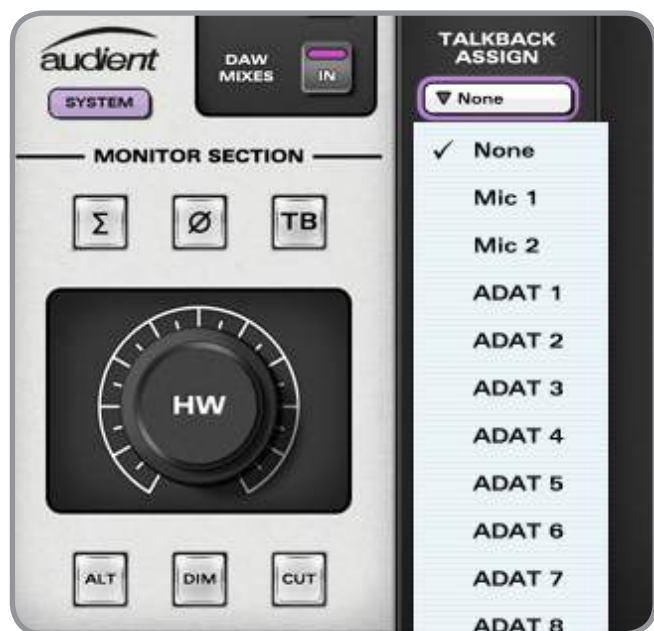 audient
SYSTEM
DAW
MIXES
IN
TALKBACK
ASSIGN
▼ None
MONITOR SECTION
Σ
Ø
TB
HW
ALT
DIM
CUT
✓ None
Mic 1
Mic 2
ADAT 1
ADAT 2
ADAT 3
ADAT 4
ADAT 5
ADAT 6
ADAT 7
ADAT 8